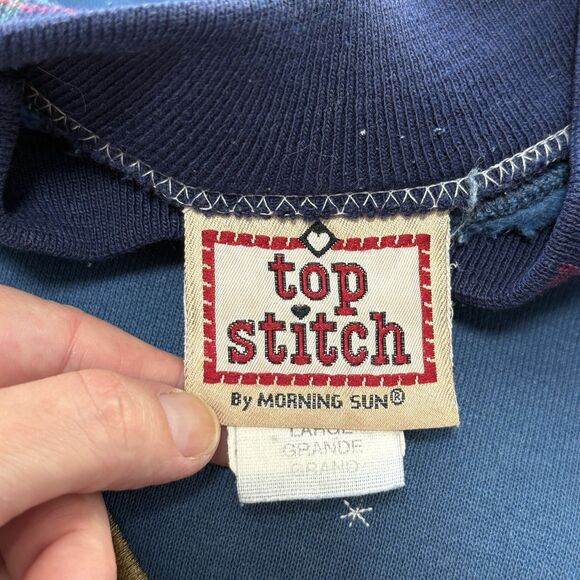 top
stitch
By MORNING SUN®
LARGE
GRANDE
GRAND